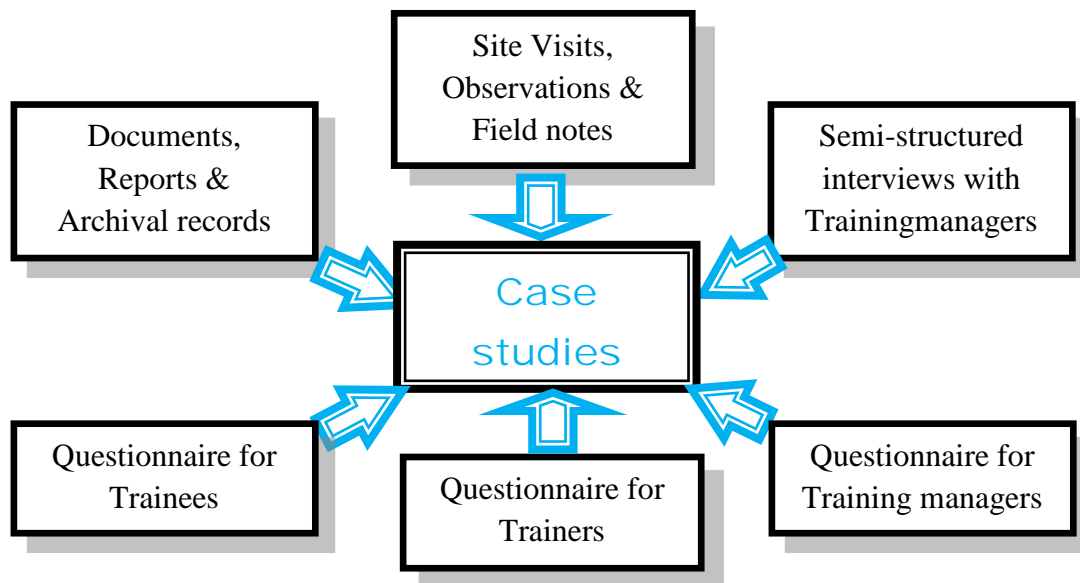 Site Visits,
Observations &
Field notes
Documents,
Reports &
Archival records
Semi-structured
interviews with
Trainingmanagers
Case
studies
Questionnaire for
Trainees
Questionnaire for
Trainers
Questionnaire for
Training managers